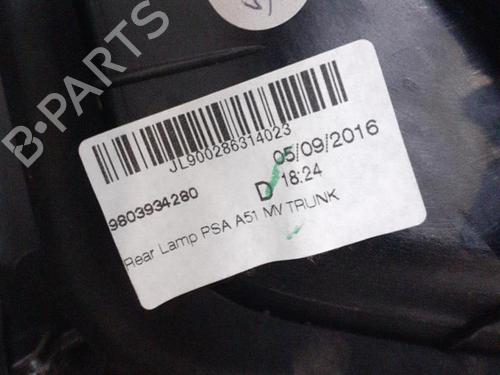 B-PARTS
JL900286314023
05/09/2016
9803934280
D 18:24
Rear Lamp PSA A51 MV TRUNK